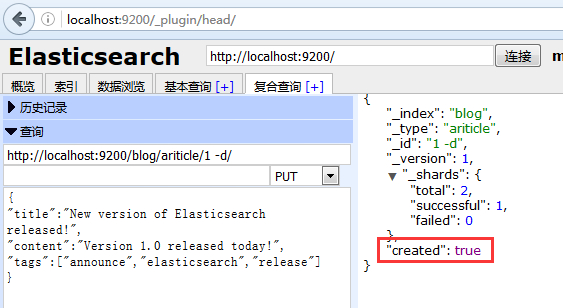 localhost:9200/_plugin/head/
Elasticsearch
http://localhost:9200/
连接
概览 索引 数据浏览 基本查询 [+] 复合查询 [+]
历史记录
查询
http://localhost:9200/blog/ariticle/1 -d/
PUT
{
"title":"New version of Elasticsearch
released!",
"content":"Version 1.0 released today!",
"tags":["announce","elasticsearch","release"]
}
{
"_index": "blog",
"_type": "ariticle",
"_id": "1 -d",
"_version": 1,
"_shards": {
"total": 2,
"successful": 1,
"failed": 0
},
"created": true
}